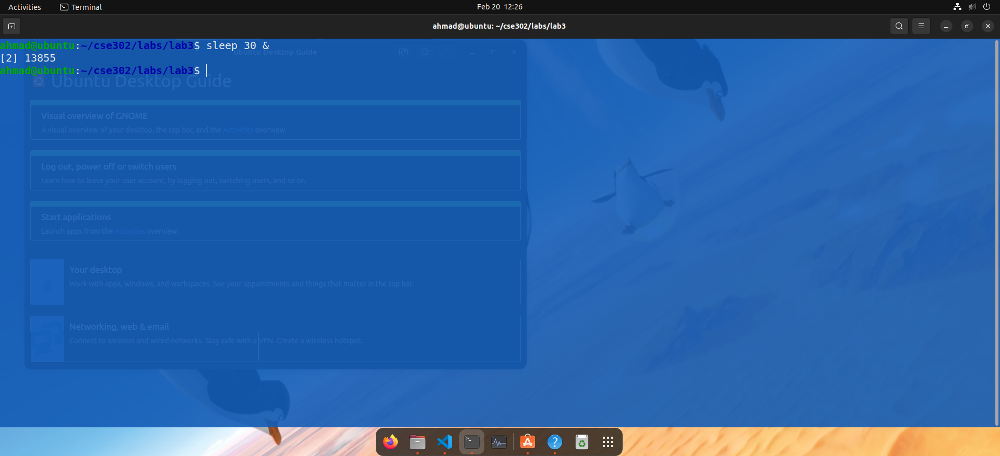 Activities Terminal Feb 20 12:26
ahmad@ubuntu: ~/cse302/labs/lab3
ahmad@ubuntu:~/cse302/labs/lab3$ sleep 30 &
Ubuntu Desktop Guide
[2] 13855
ahmad@ubuntu:~/cse302/labs/lab3$
Ubuntu Desktop Guide
Visual overview of GNOME
A visual overview of your desktop, the top bar, and the Activities overview.
Log out, power off or switch users
Learn how to leave your user account, by logging out, switching users, and so on.
Start applications
Launch apps from the Activities overview.
Your desktop
Work with apps, windows, and workspaces. See your appointments and things that matter in the top bar.
Networking, web & email
Connect to wireless and wired networks. Stay safe with a VPN. Create a wireless hotspot.